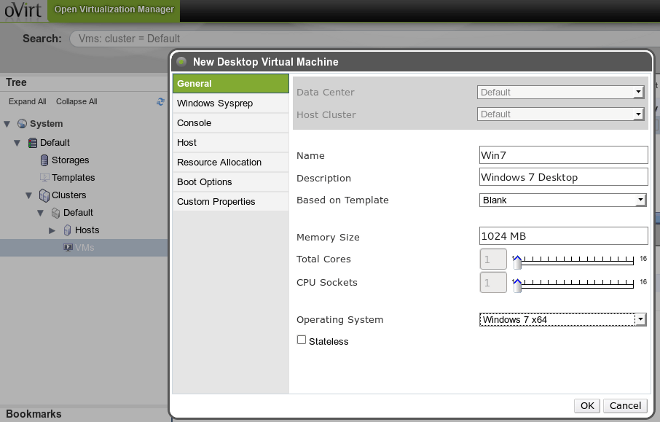 oVirt
Open Virtualization Manager
Search:
Vms: cluster = Default
New Desktop Virtual Machine
Tree
Expand All
Collapse All
System
Default
Storages
Templates
Clusters
Default
Hosts
VMs
Bookmarks
General
Windows Sysprep
Console
Host
Resource Allocation
Boot Options
Custom Properties
Data Center
Default
Host Cluster
Default
Name
Win7
Description
Windows 7 Desktop
Based on Template
Blank
Memory Size
1024 MB
Total Cores
1
16
CPU Sockets
1
16
Operating System
Windows 7 x64
Stateless
OK
Cancel